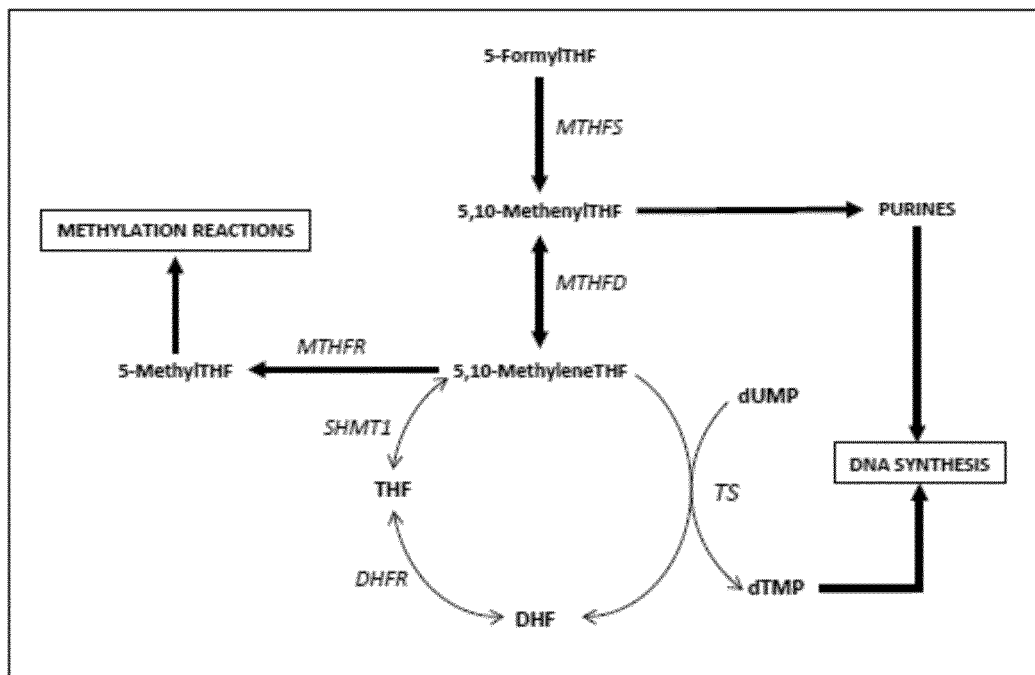 5-FormylTHF
MTHFS
5,10-MethenylTHF
PURINES
METHYLATION REACTIONS
MTHFD
MTHFR
5-MethylTHF
5,10-MethyleneTHF
dUMP
SHMT1
DNA SYNTHESIS
THF
TS
DHFR
dTMP
DHF